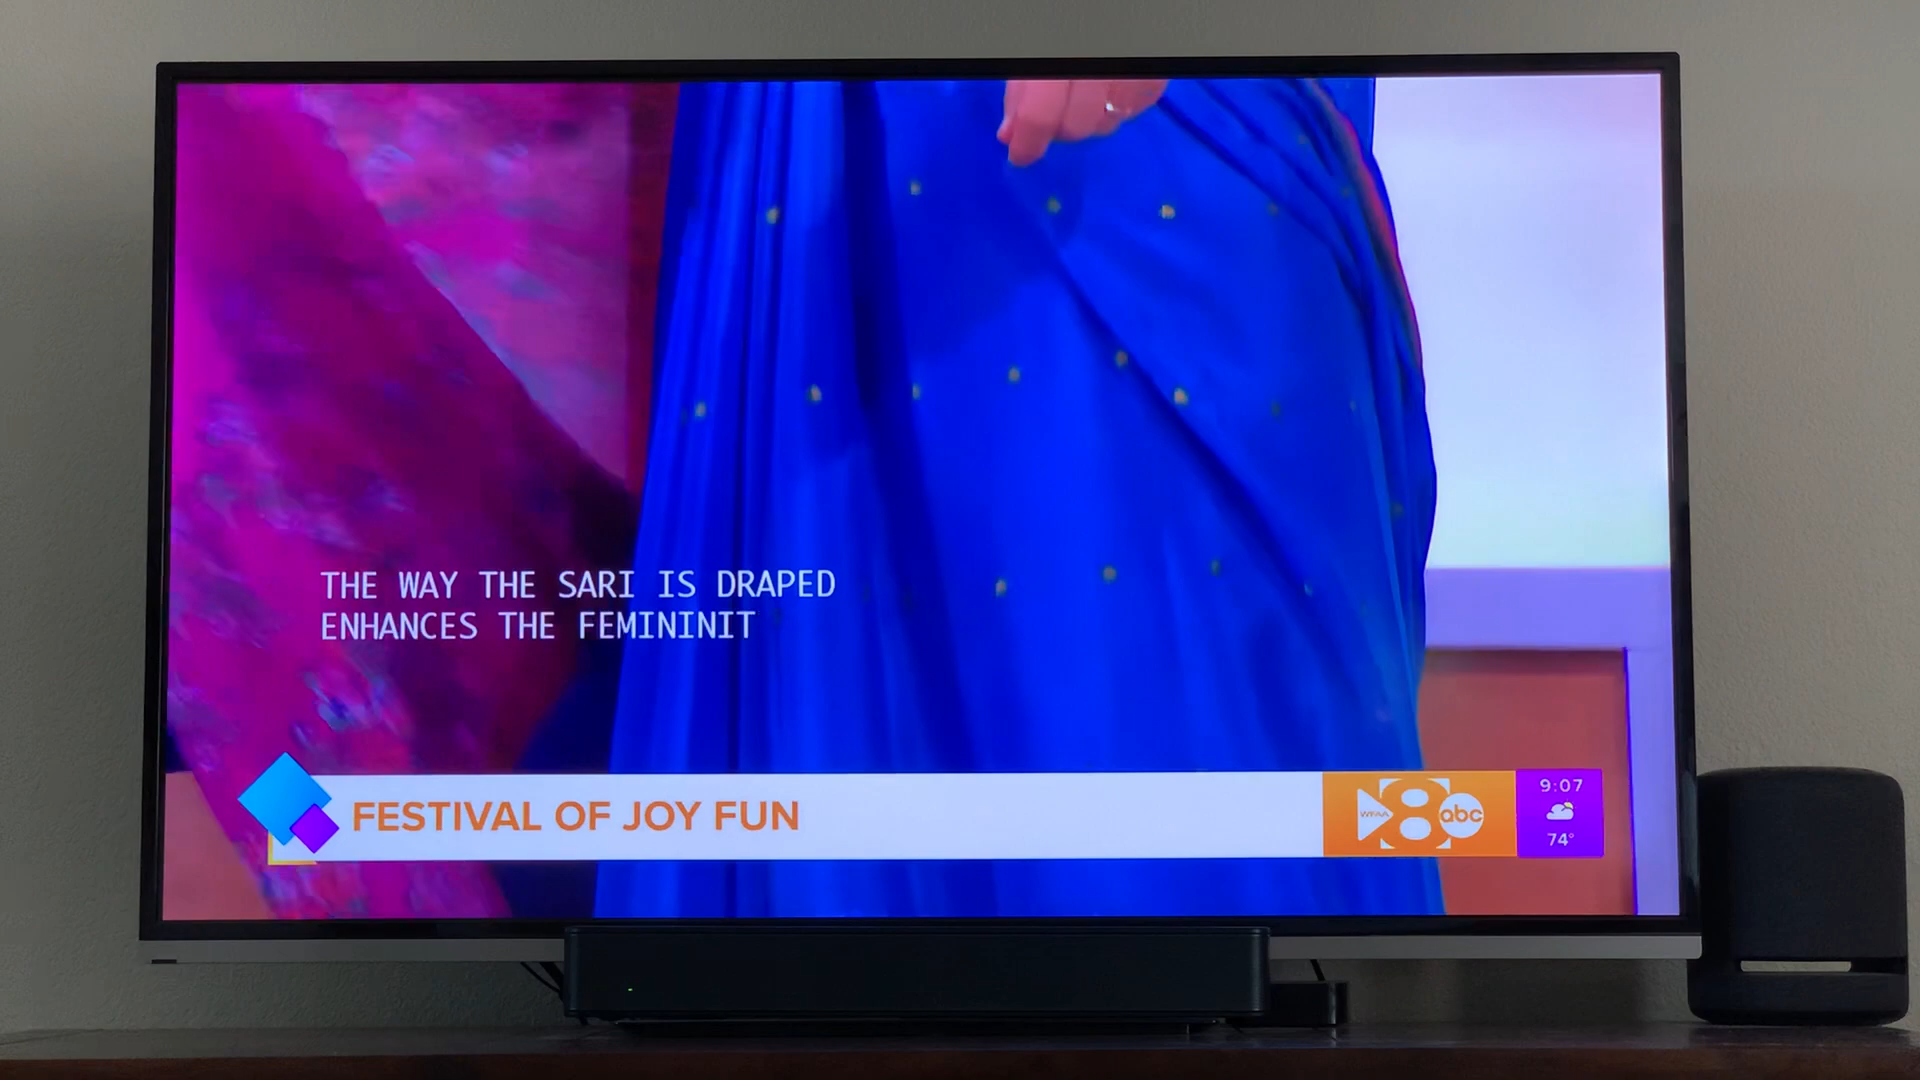 THE WAY THE SARI IS DRAPED
ENHANCES THE FEMININIT
FESTIVAL OF JOY FUN
WFAA 8 abc
9:07
74°